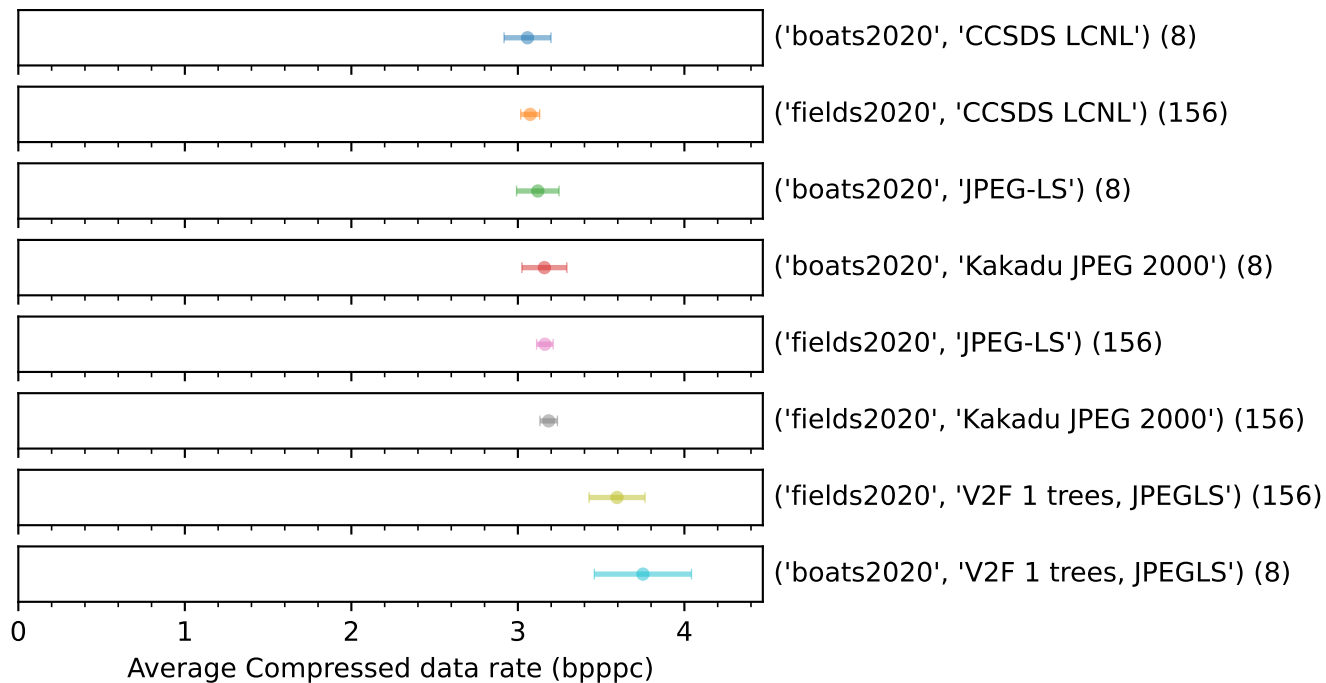 ('boats2020', 'CCSDS LCNL') (8)
('fields2020', 'CCSDS LCNL') (156)
('boats2020', 'JPEG-LS') (8)
('boats2020', 'Kakadu JPEG 2000') (8)
('fields2020', 'JPEG-LS') (156)
('fields2020', 'Kakadu JPEG 2000') (156)
('fields2020', 'V2F 1 trees, JPEGLS') (156)
('boats2020', 'V2F 1 trees, JPEGLS') (8)
0 1 2 3 4
Average Compressed data rate (bpppc)